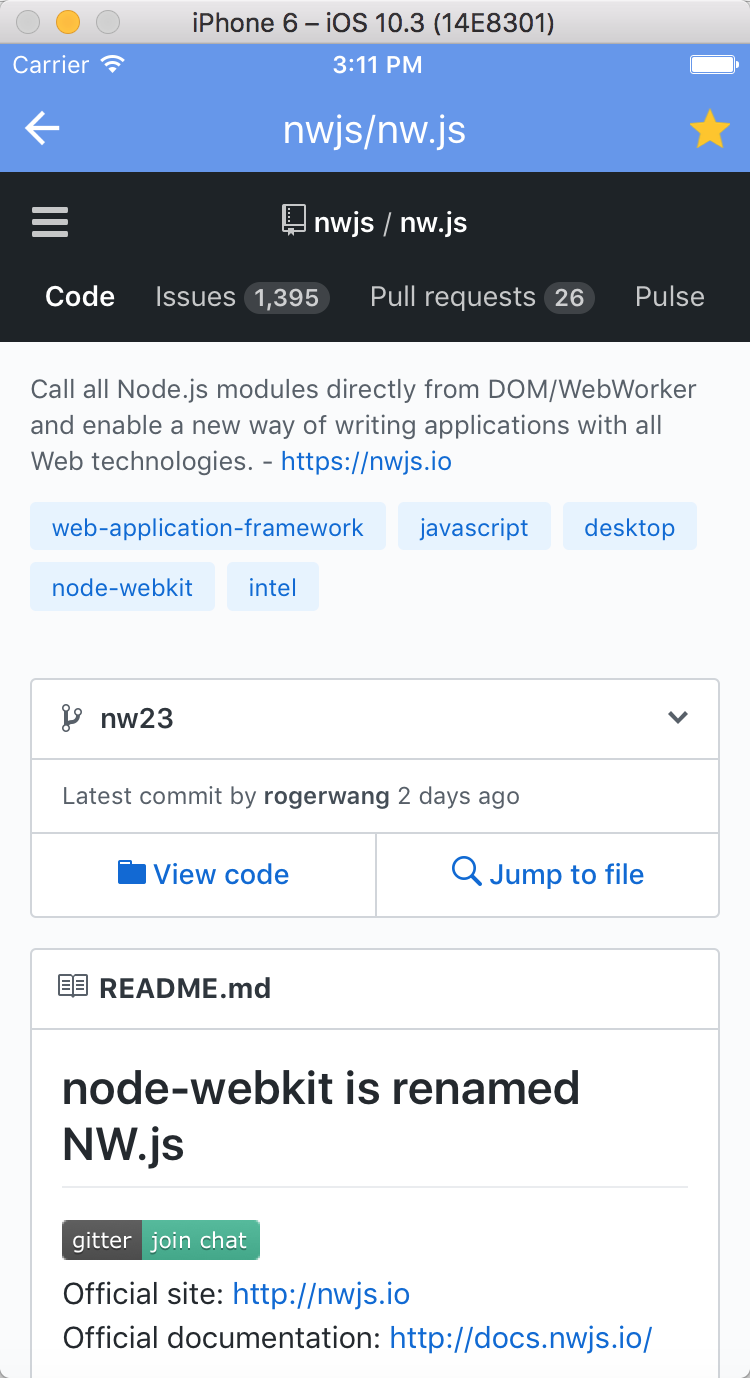 iPhone 6 – iOS 10.3 (14E8301)
Carrier 3:11 PM
nwjs/nw.js
nwjs / nw.js
Code Issues 1,395 Pull requests 26 Pulse
Call all Node.js modules directly from DOM/WebWorker
and enable a new way of writing applications with all
Web technologies. - https://nwjs.io
web-application-framework javascript desktop
node-webkit intel
nw23
Latest commit by rogerwang 2 days ago
View code Jump to file
README.md
node-webkit is renamed
NW.js
gitter join chat
Official site: http://nwjs.io
Official documentation: http://docs.nwjs.io/